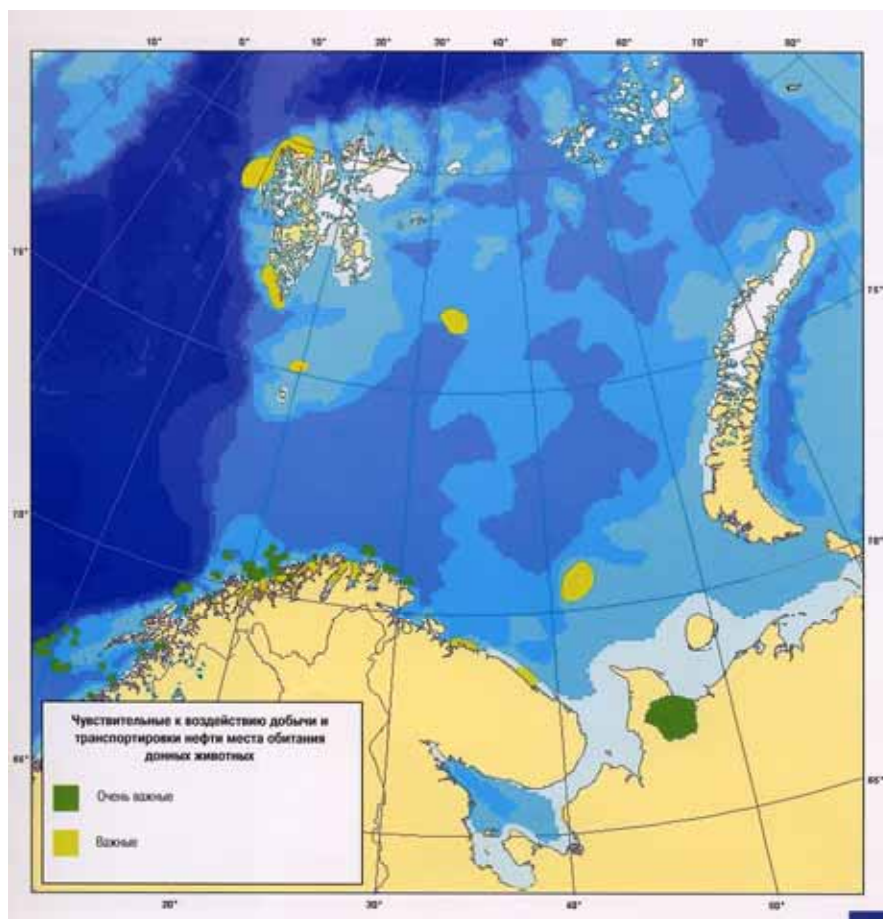 10° 0° 10° 20° 30° 40° 50° 60° 70° 80°
75°
75°
70°
70°
Чувствительные к воздействию добычи и
транспортировки нефти места обитания
донных животных
65°
65°
Очень важные
Важные
20° 30° 40° 50°